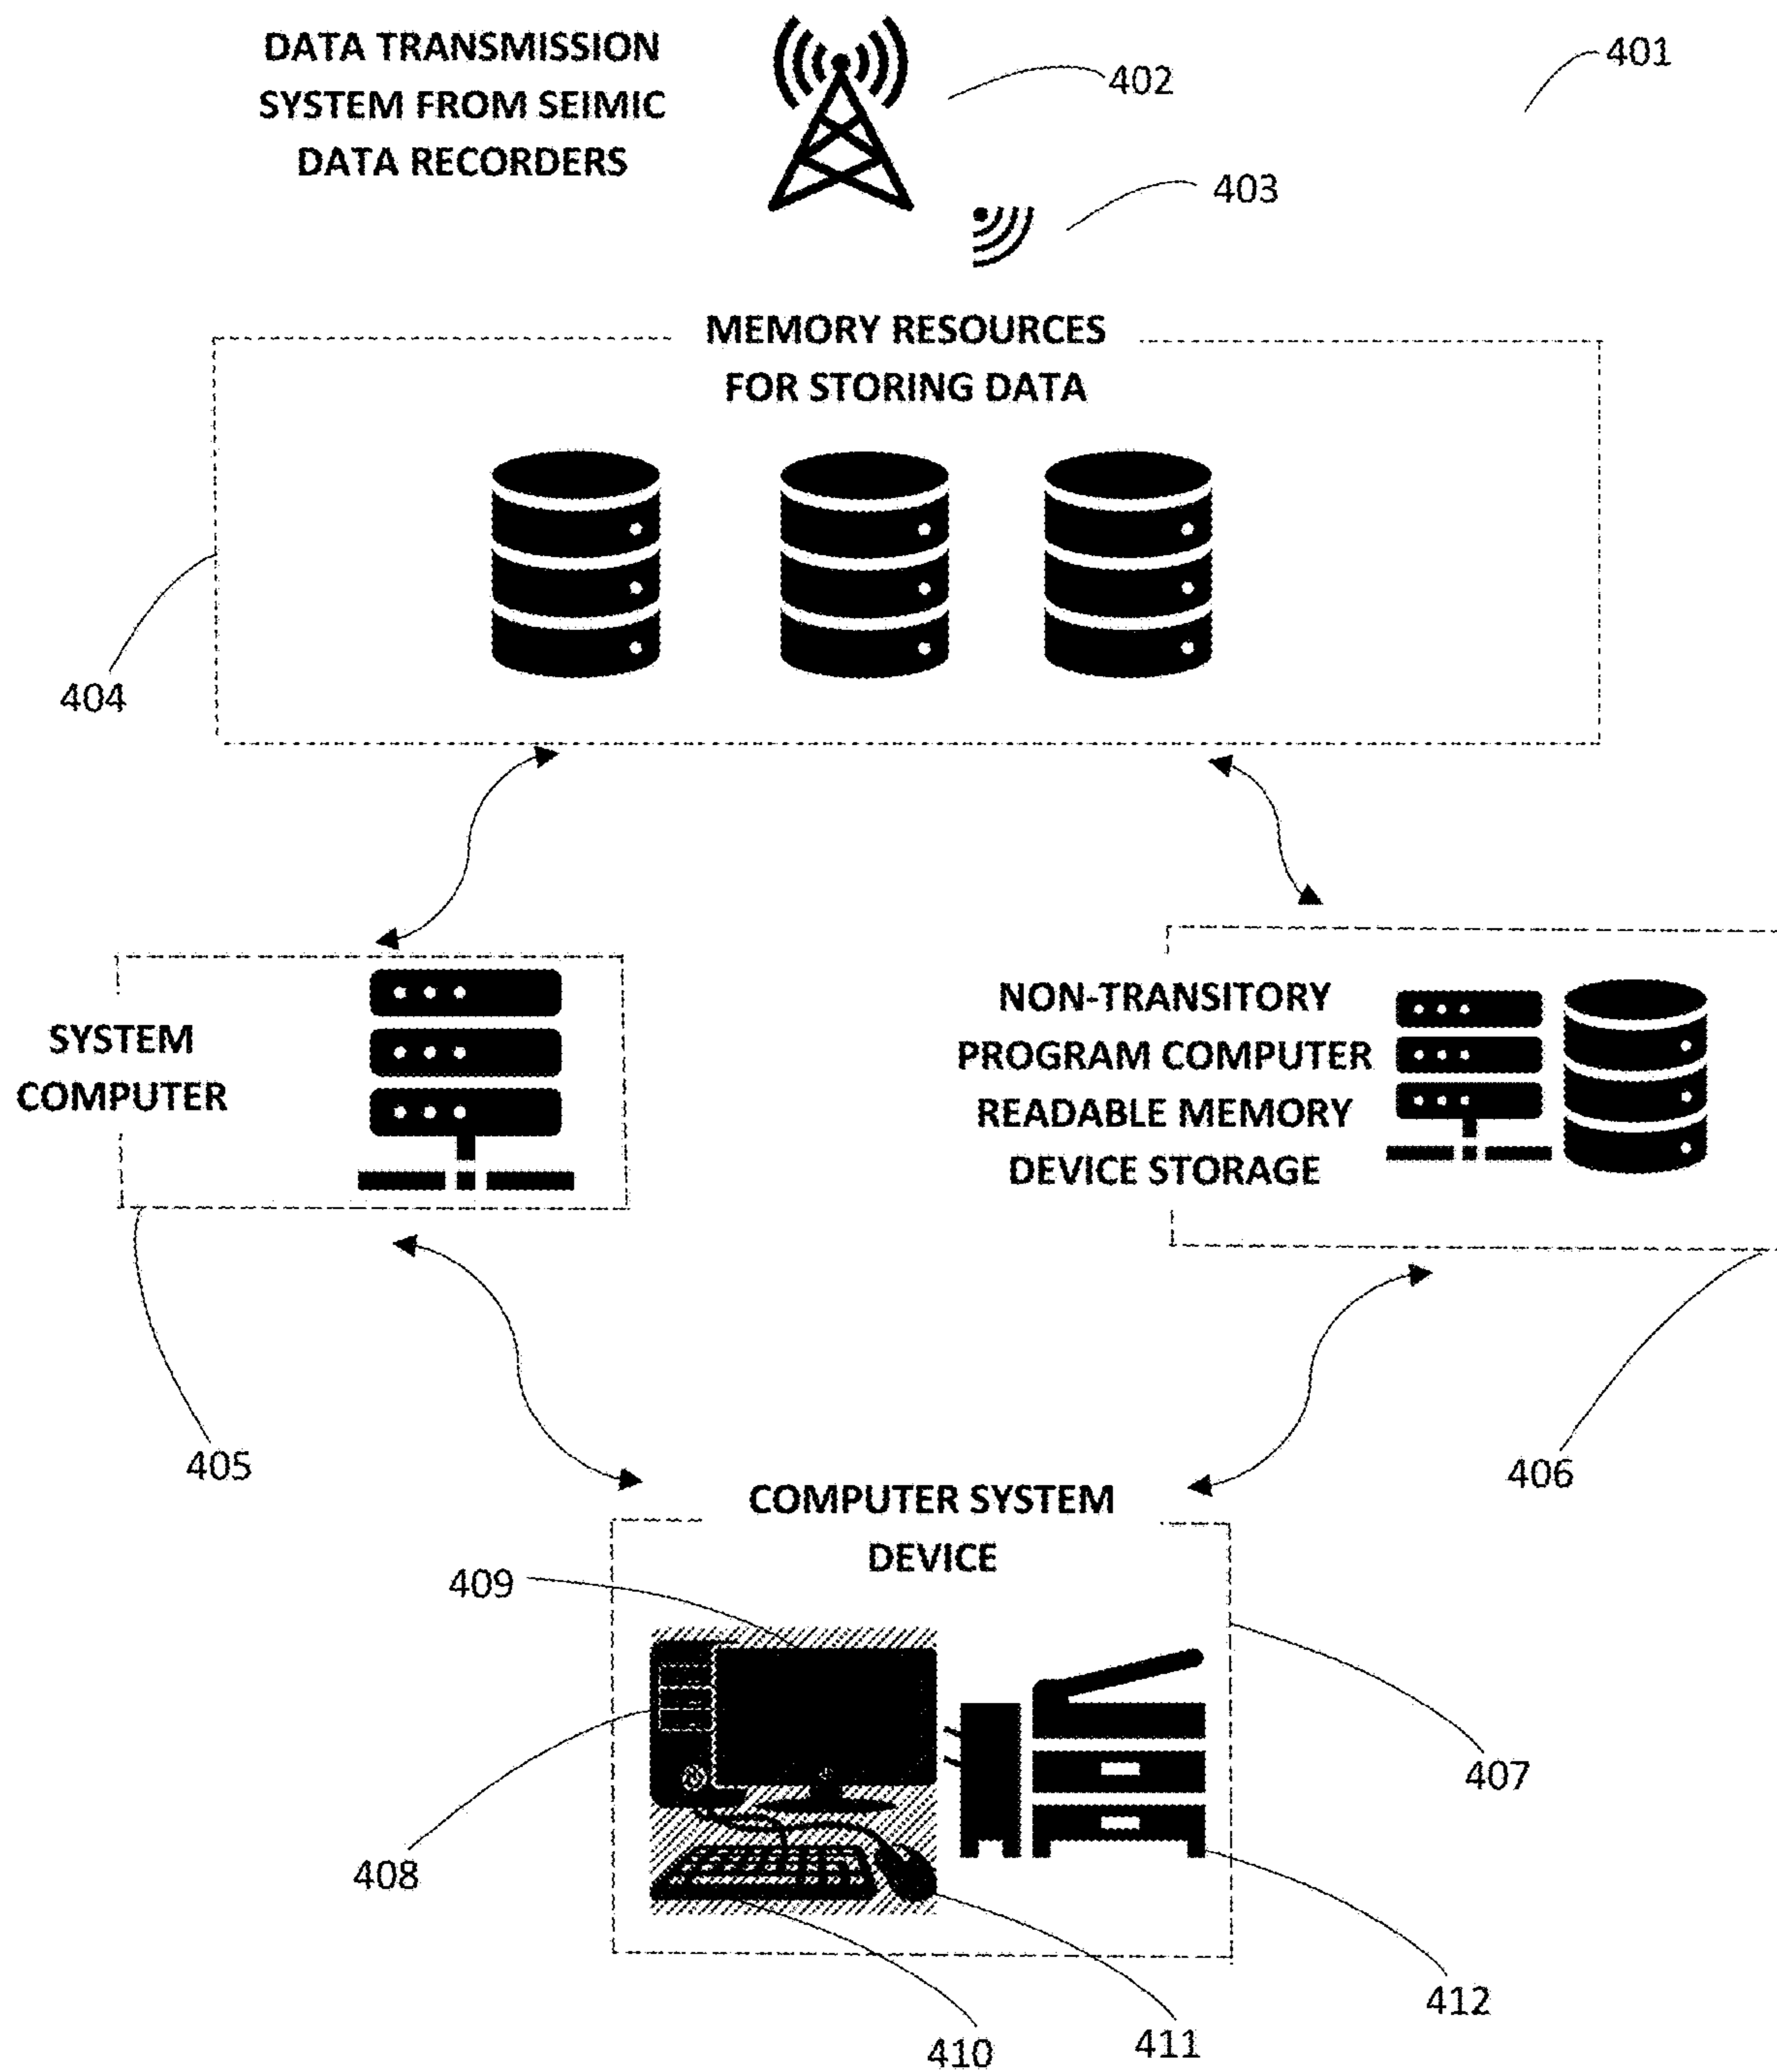 DATA TRANSMISSION
SYSTEM FROM SEIMIC
DATA RECORDERS
401
402
403
MEMORY RESOURCES
FOR STORING DATA
404
SYSTEM
COMPUTER
NON-TRANSITORY
PROGRAM COMPUTER
READABLE MEMORY
DEVICE STORAGE
405
406
COMPUTER SYSTEM
DEVICE
409
407
408
412
410
411